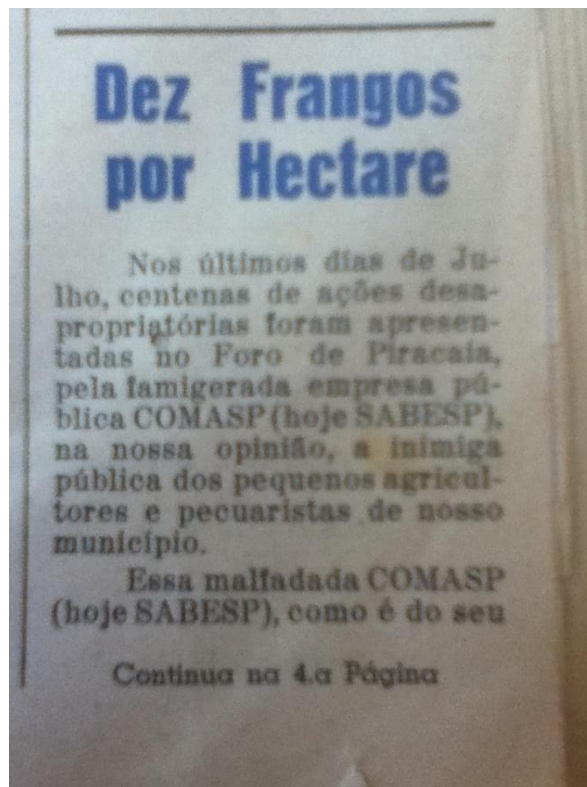 Dez Frangos
por Hectare
Nos últimos dias de Ju-
lho, centenas de ações desa-
propriatórias foram apresen-
tadas no Foro de Piracaia,
pela famigerada empresa pú-
blica COMASP (hoje SABESP),
na nossa opinião, a inimiga
pública dos pequenos agricul-
tores e pecuaristas de nosso
município.
Essa malfadada COMASP
(hoje SABESP), como é do seu
Continua na 4.a Página